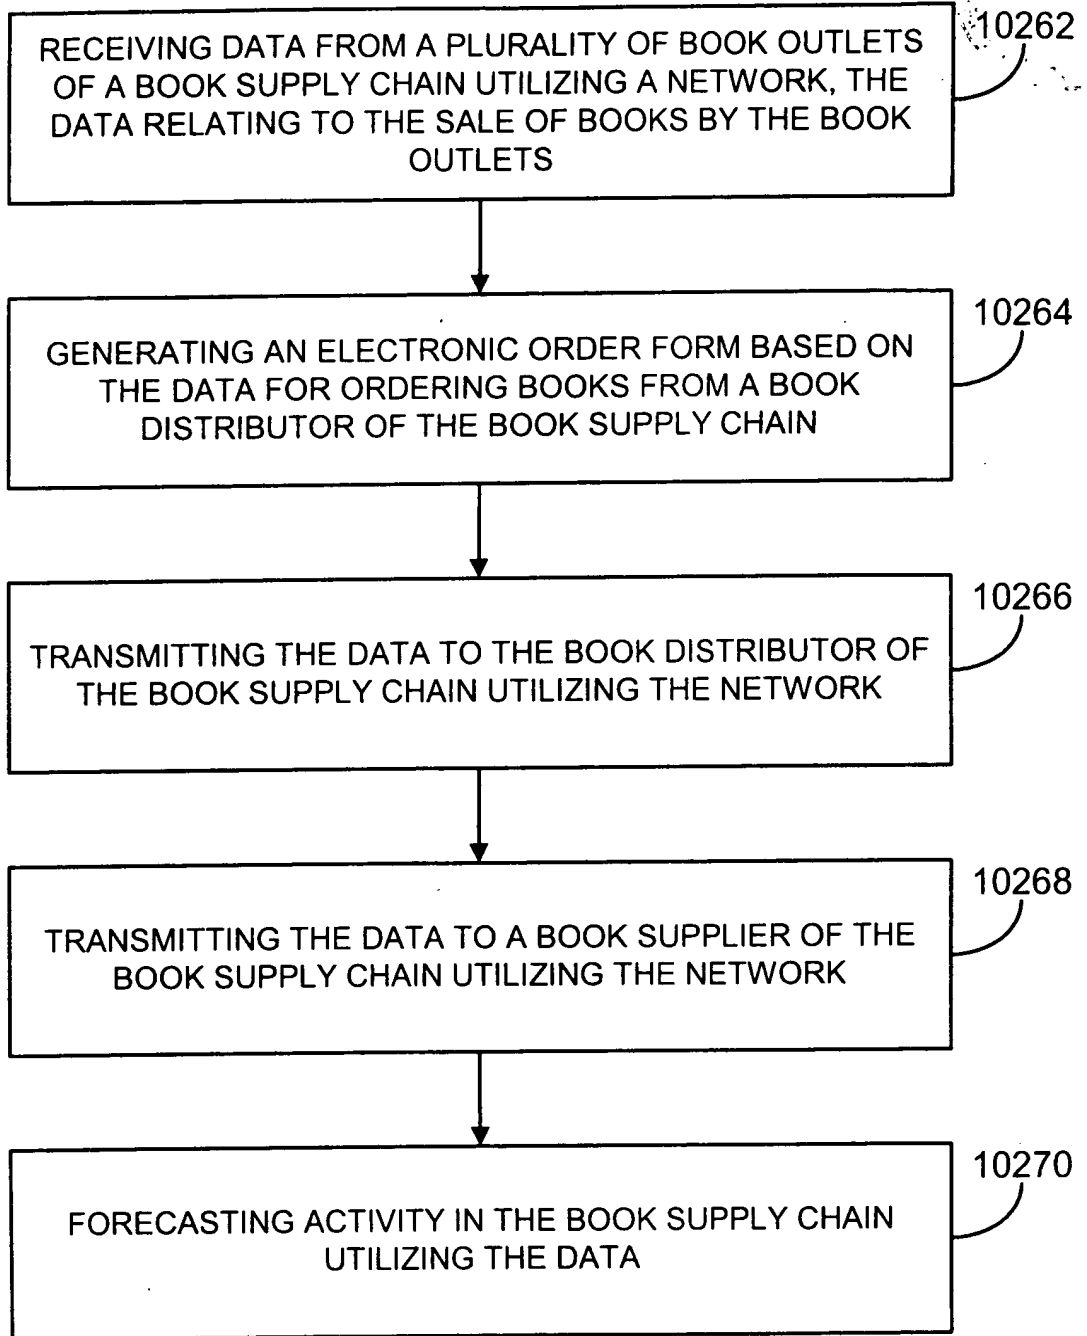 RECEIVING DATA FROM A PLURALITY OF BOOK OUTLETS
OF A BOOK SUPPLY CHAIN UTILIZING A NETWORK, THE
DATA RELATING TO THE SALE OF BOOKS BY THE BOOK
OUTLETS
10262
GENERATING AN ELECTRONIC ORDER FORM BASED ON
THE DATA FOR ORDERING BOOKS FROM A BOOK
DISTRIBUTOR OF THE BOOK SUPPLY CHAIN
10264
TRANSMITTING THE DATA TO THE BOOK DISTRIBUTOR OF
THE BOOK SUPPLY CHAIN UTILIZING THE NETWORK
10266
TRANSMITTING THE DATA TO A BOOK SUPPLIER OF THE
BOOK SUPPLY CHAIN UTILIZING THE NETWORK
10268
FORECASTING ACTIVITY IN THE BOOK SUPPLY CHAIN
UTILIZING THE DATA
10270